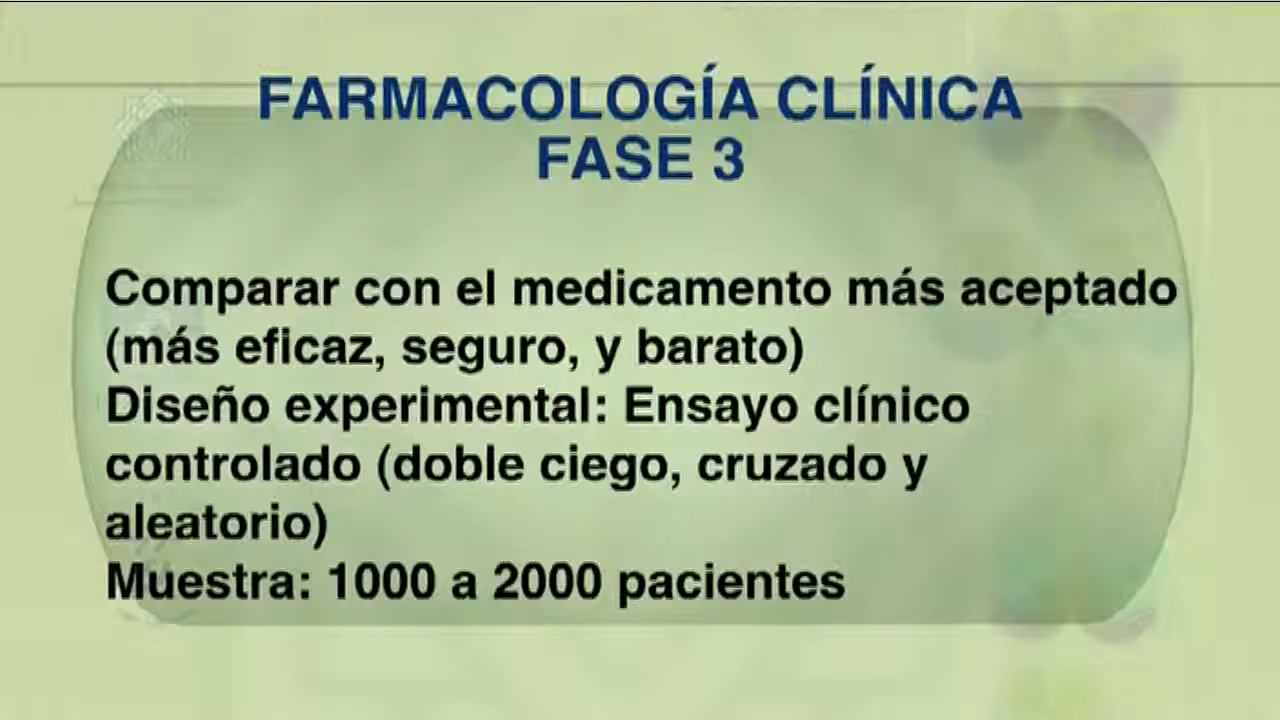 FARMACOLOGÍA CLÍNICA
FASE 3
Comparar con el medicamento más aceptado
(más eficaz, seguro, y barato)
Diseño experimental: Ensayo clínico
controlado (doble ciego, cruzado y
aleatorio)
Muestra: 1000 a 2000 pacientes